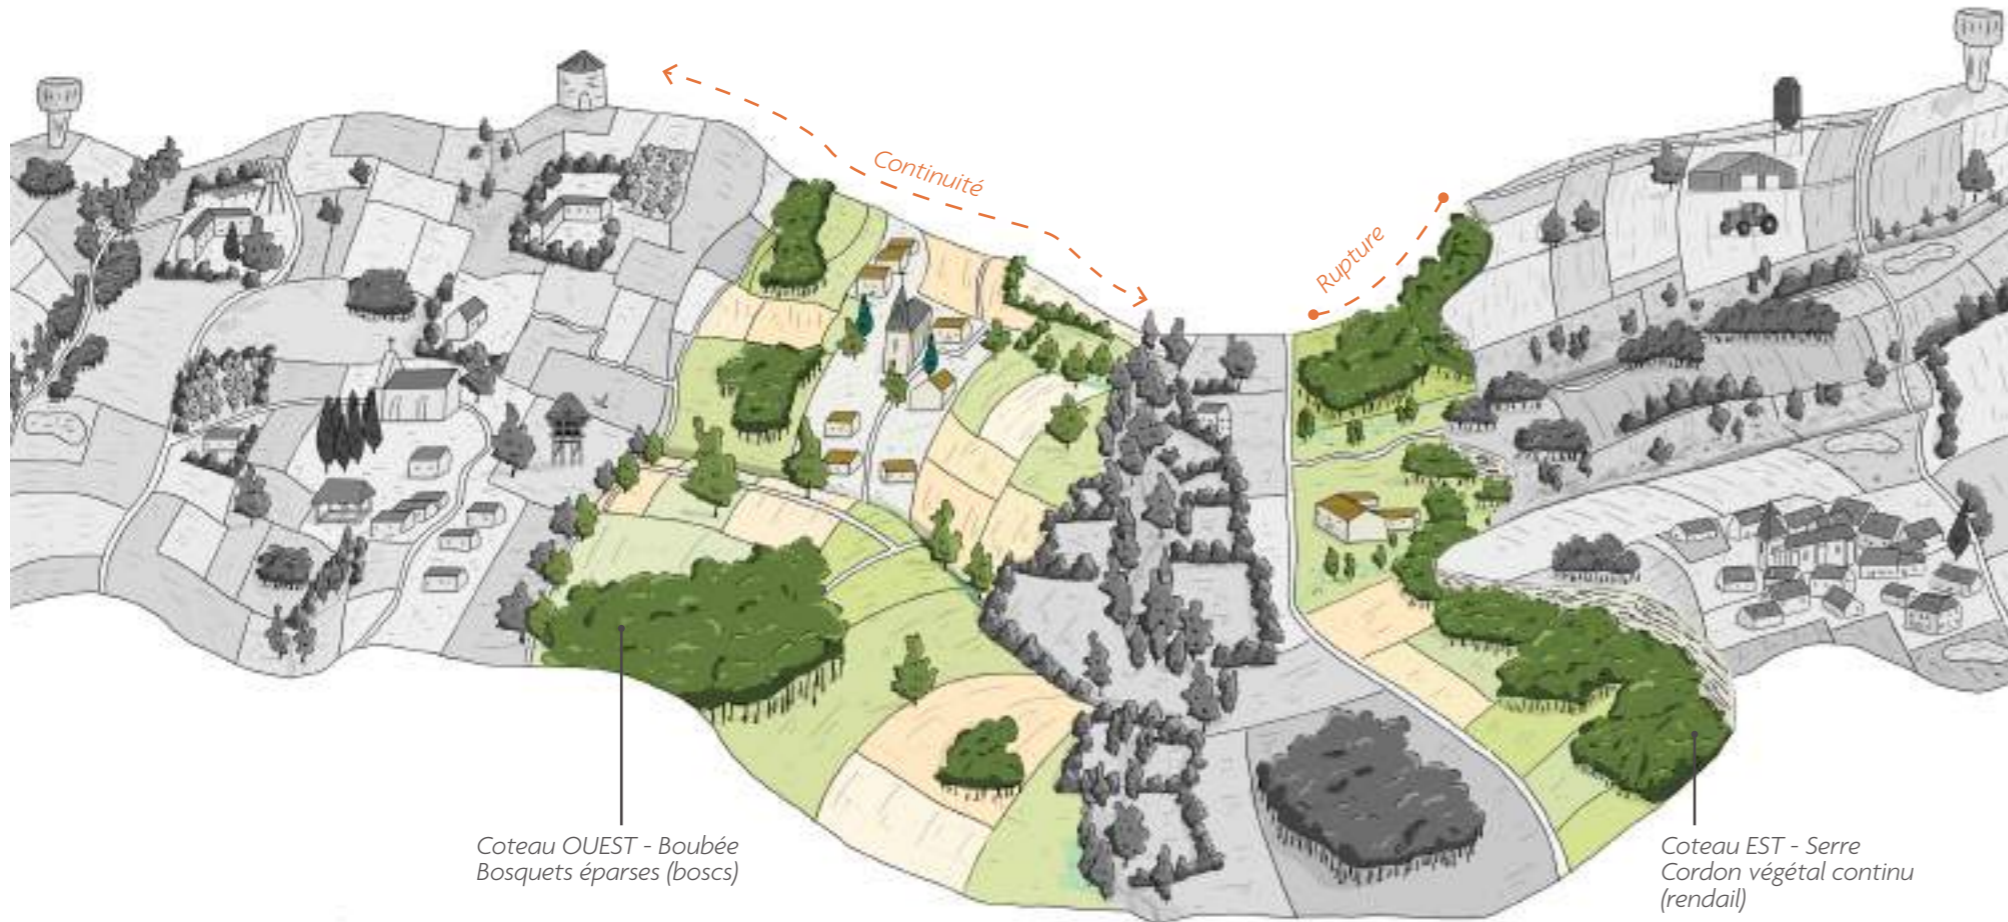 Continuité
Rupture
Coteau OUEST - Boubée
Bosquets éparses (boscs)
Coteau EST - Serre
Cordon végétal continu
(rendail)